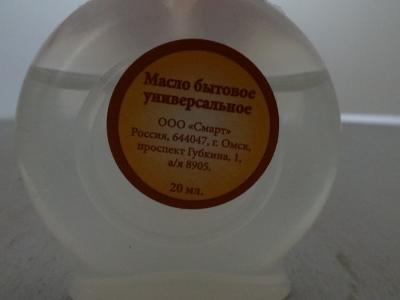 Масло бытовое
универсальное
ООО «Смарт»
Россия, 644047, г. Омск,
проспект Губкина, 1,
а/я 8905.
20 мл.